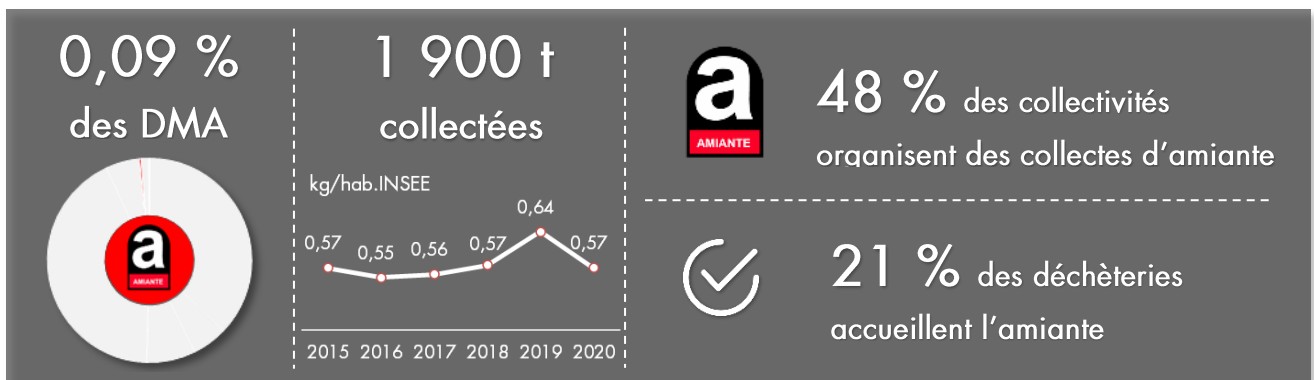 0,09 %
des DMA
a
AMIANTE
1 900 t
collectées
kg/hab.INSEE
0,57
0,55
0,56
0,57
0,64
0,57
2015 2016 2017 2018 2019 2020
a
AMIANTE
48 % des collectivités
organisent des collectes d’amiante
21 % des déchèteries
accueillent l’amiante